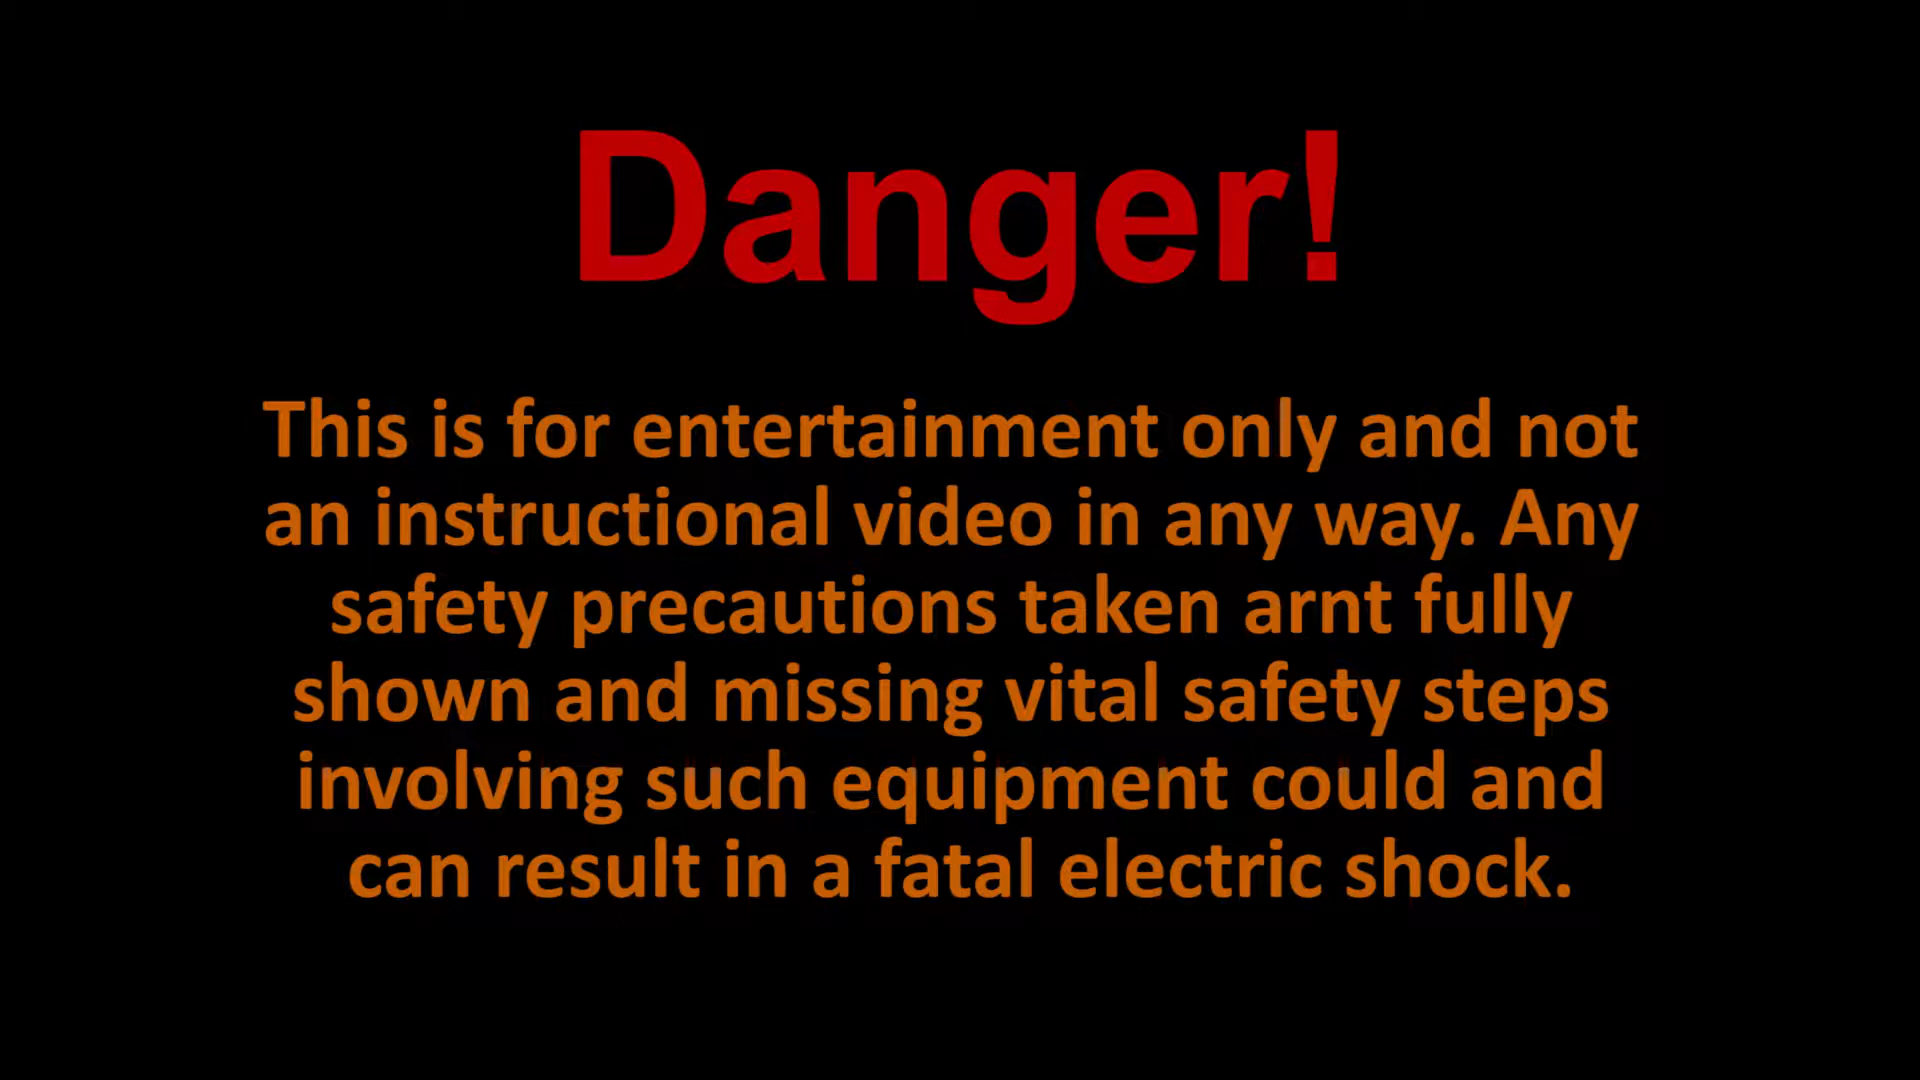 Danger!
This is for entertainment only and not
an instructional video in any way. Any
safety precautions taken arnt fully
shown and missing vital safety steps
involving such equipment could and
can result in a fatal electric shock.